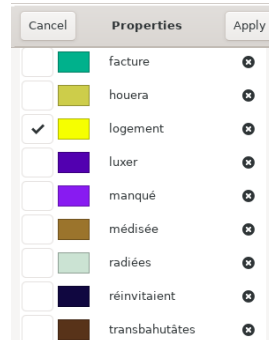 Cancel Properties Apply
facture
houera
logement
luxer
manqué
médisée
radiées
réinvitaient
transbahutâtes